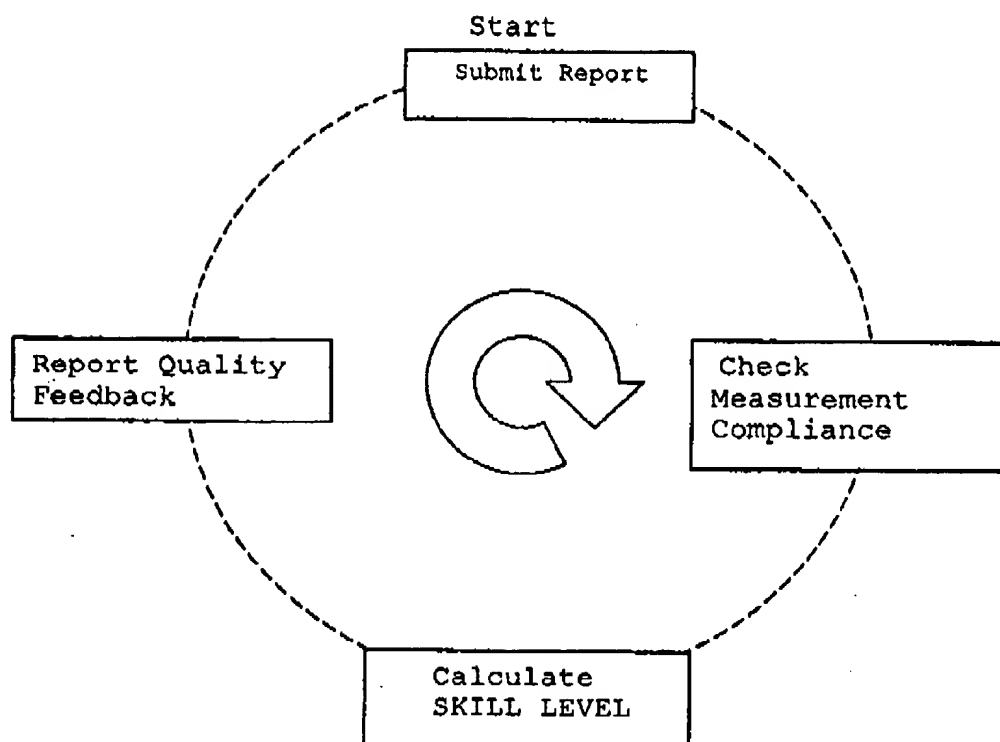 Start
Submit Report
Check
Measurement
Compliance
Calculate
SKILL LEVEL
Report Quality
Feedback